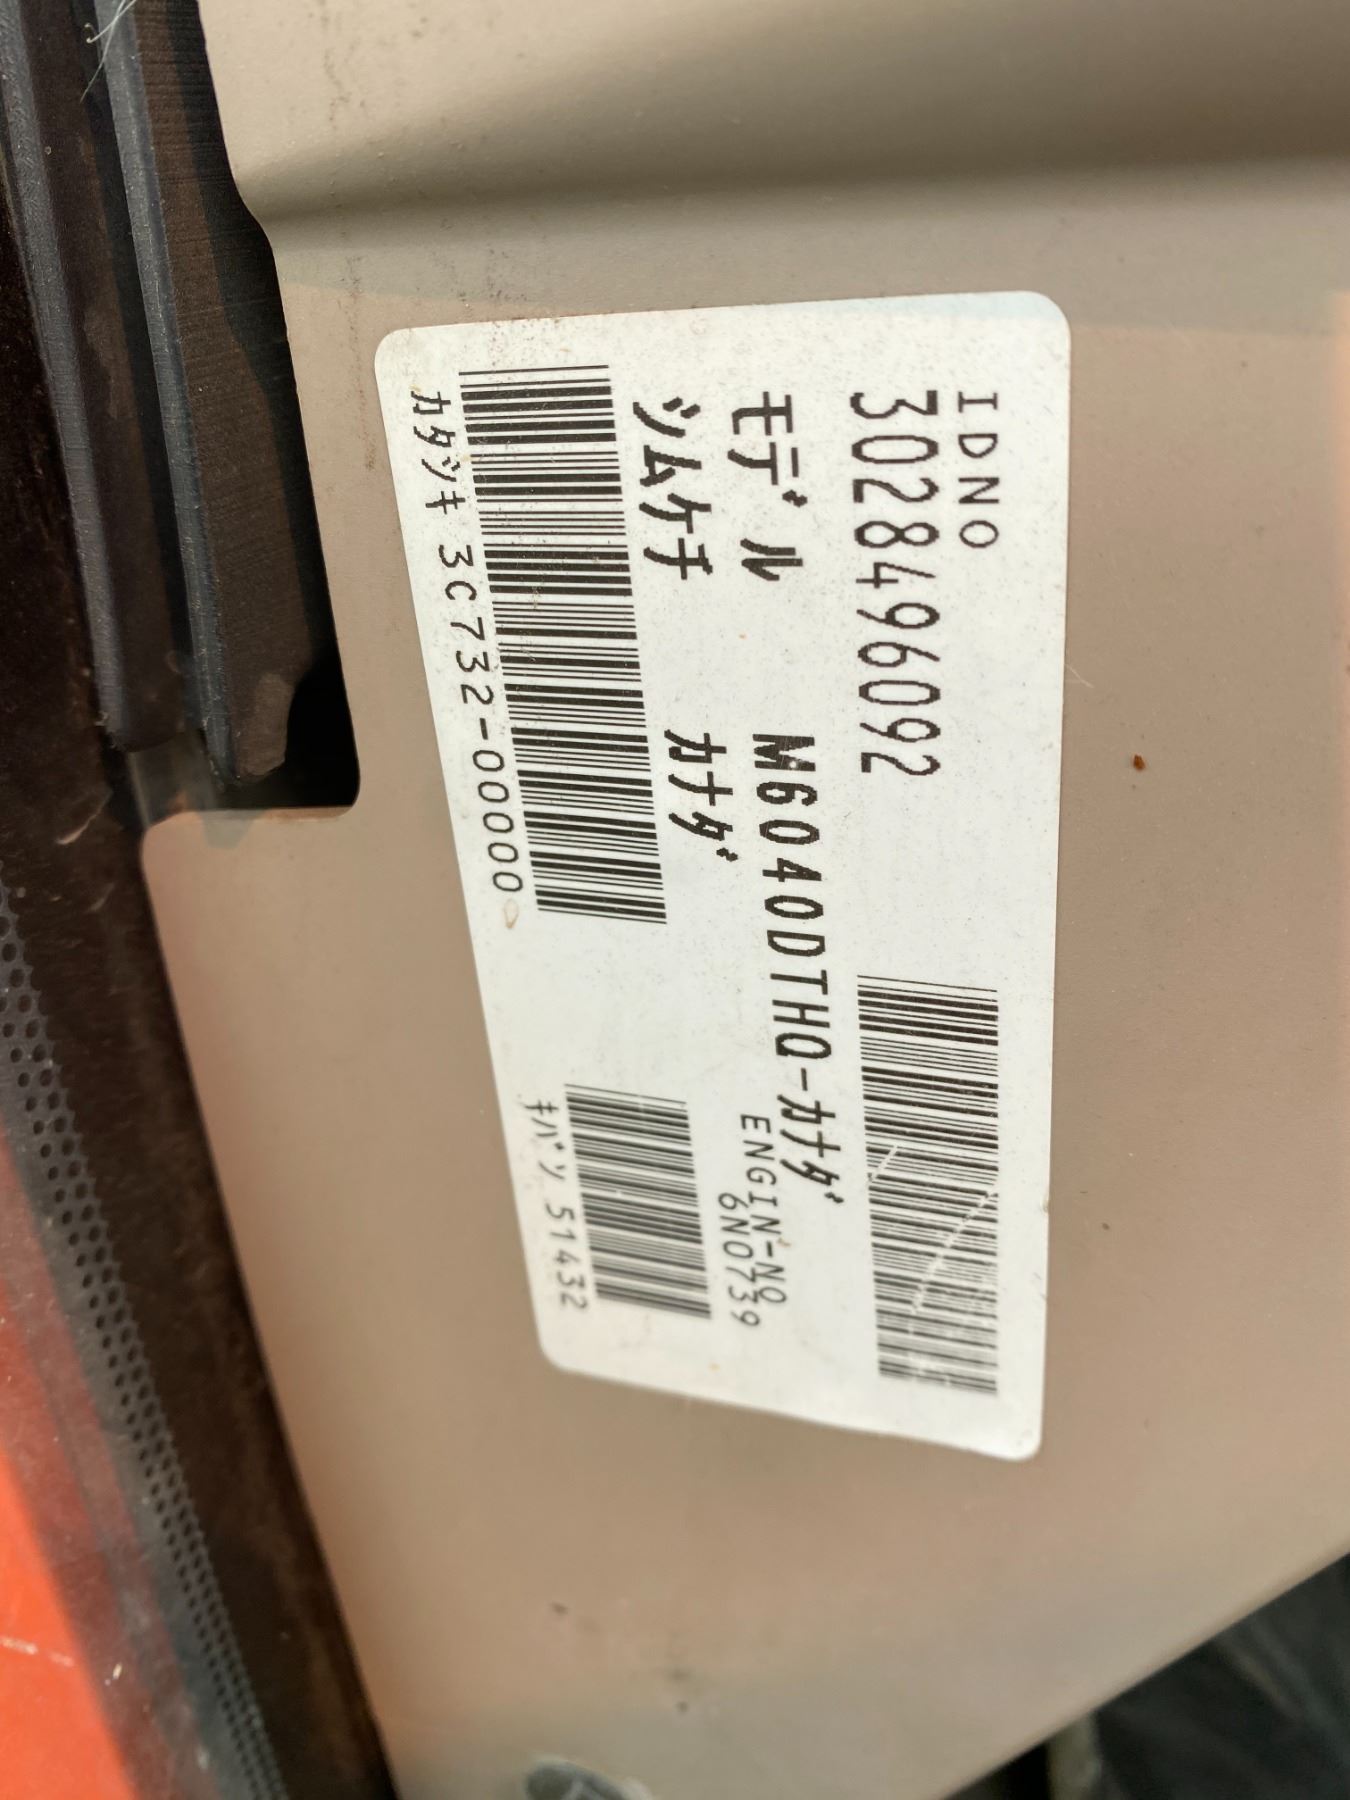 IDNO
3028496092
モデル M6040DTHQ-カナダ
ENGIN-NO
6N0739
シムケチ カナダ
カタシキ 3C732-00000
キバン 51432